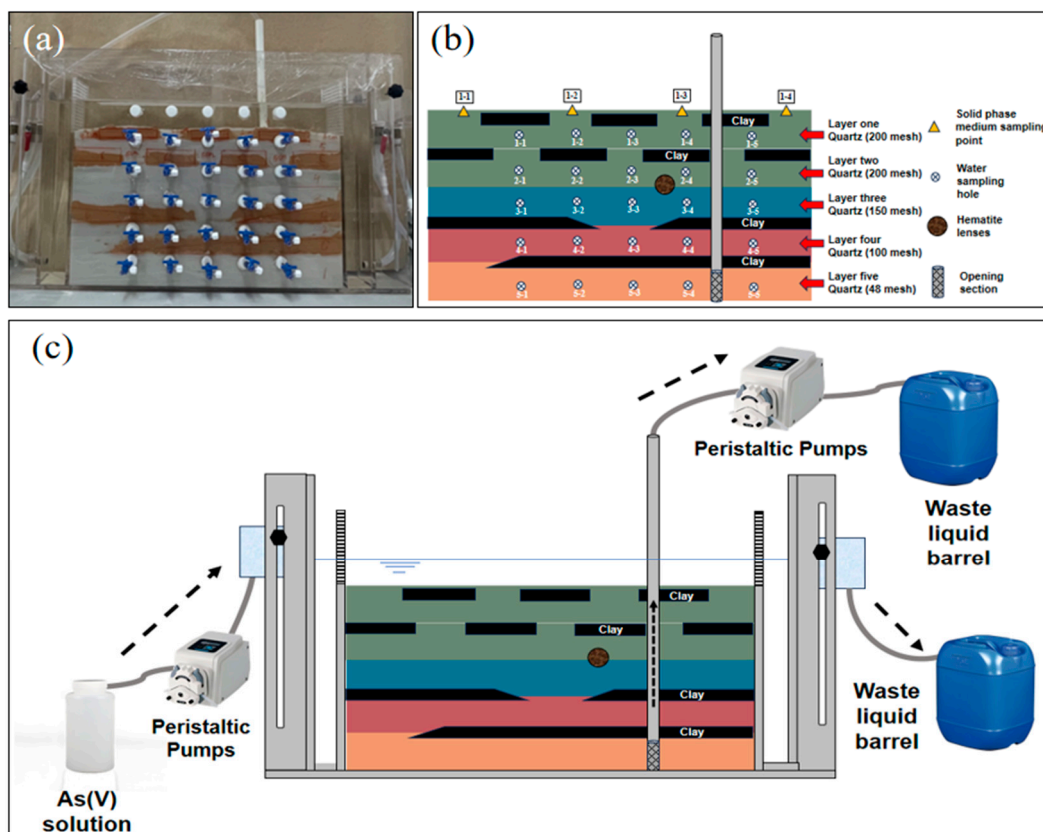 (a)
(b)
1-1
1-2
1-3
1-4
Clay
1-1
1-2
1-3
1-4
1-5
Clay
2-1
2-2
2-3
2-4
2-5
3-1
3-2
3-3
3-4
3-5
Clay
4-1
4-2
4-3
4-4
4-5
Clay
5-1
5-2
5-3
5-4
5-5
Layer one
Quartz (200 mesh)
Layer two
Quartz (200 mesh)
Layer three
Quartz (150 mesh)
Layer four
Quartz (100 mesh)
Layer five
Quartz (48 mesh)
Solid phase
medium sampling
point
Water
sampling
hole
Hematite
lenses
Opening
section
(c)
Peristaltic Pumps
Waste
liquid
barrel
Clay
Clay
Clay
Clay
Peristaltic
Pumps
As(V)
solution
Waste
liquid
barrel